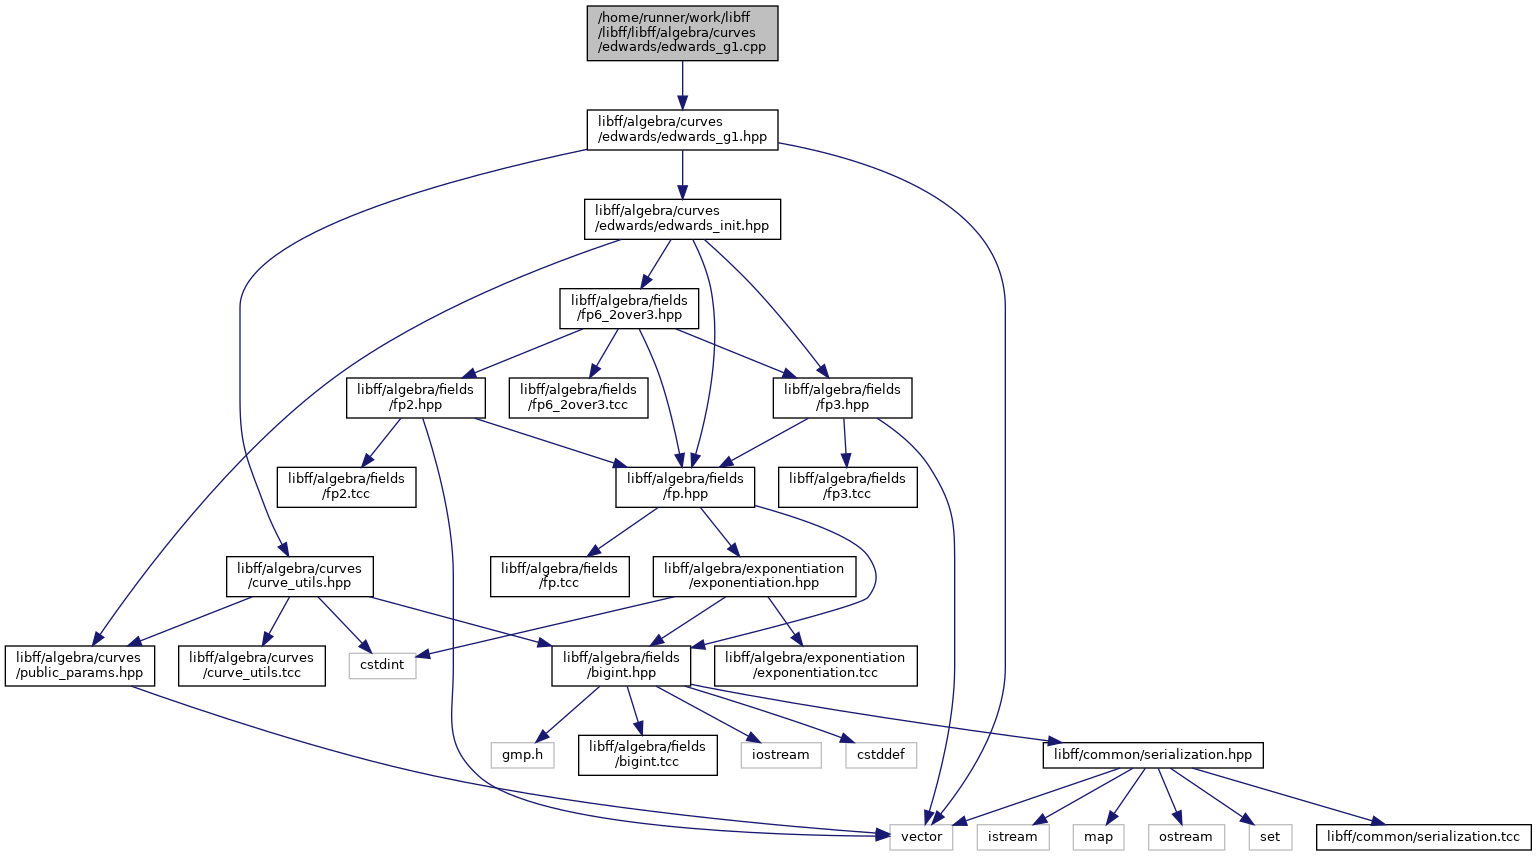 /home/runner/work/libff
/libff/libff/algebra/curves
/edwards/edwards_g1.cpp
libff/algebra/curves
/edwards/edwards_g1.hpp
libff/algebra/curves
/edwards/edwards_init.hpp
libff/algebra/fields
/fp6_2over3.hpp
libff/algebra/fields
/fp2.hpp
libff/algebra/fields
/fp6_2over3.tcc
libff/algebra/fields
/fp3.hpp
libff/algebra/fields
/fp2.tcc
libff/algebra/fields
/fp.hpp
libff/algebra/fields
/fp3.tcc
libff/algebra/curves
/curve_utils.hpp
libff/algebra/fields
/fp.tcc
libff/algebra/exponentiation
/exponentiation.hpp
libff/algebra/curves
/public_params.hpp
libff/algebra/curves
/curve_utils.tcc
cstdint
libff/algebra/fields
/bigint.hpp
libff/algebra/exponentiation
/exponentiation.tcc
gmp.h
libff/algebra/fields
/bigint.tcc
iostream
cstddef
libff/common/serialization.hpp
vector
istream
map
ostream
set
libff/common/serialization.tcc